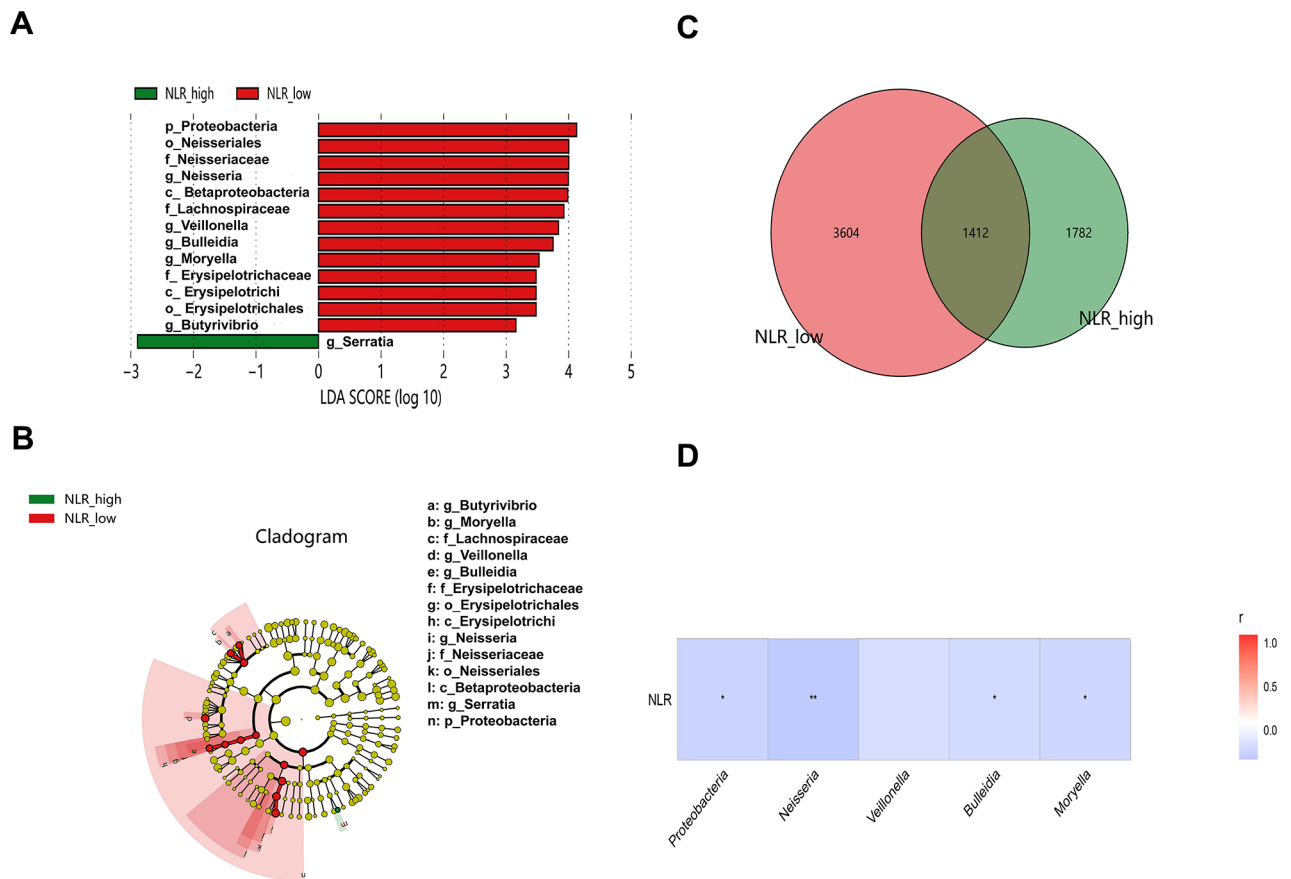 A
NLR_high NLR_low
p_Proteobacteria
o_Neisseriales
f_Neisseriaceae
g_Neisseria
c_ Betaproteobacteria
f_Lachnospiraceae
g_Veillonella
g_Bulleidia
g_Moryella
f_ Erysipelotrichaceae
c_ Erysipelotrichi
o_ Erysipelotrichales
g_Butyrivibrio
g_Serratia
−3 −2 −1 0 1 2 3 4 5
LDA SCORE (log 10)
B
NLR_high
NLR_low
Cladogram
a: g_Butyrivibrio
b: g_Moryella
c: f_Lachnospiraceae
d: g_Veillonella
e: g_Bulleidia
f: f_Erysipelotrichaceae
g: o_Erysipelotrichales
h: c_Erysipelotrichi
i: g_Neisseria
j: f_Neisseriaceae
k: o_Neisseriales
l: c_Betaproteobacteria
m: g_Serratia
n: p_Proteobacteria
c
b
a
d
h
k
m
n
C
3604 1412 1782
NLR_low
NLR_high
D
NLR
* ** * *
Proteobacteria
Neisseria
Veillonella
Bulleidia
Moryella
r
1.0
0.5
0.0